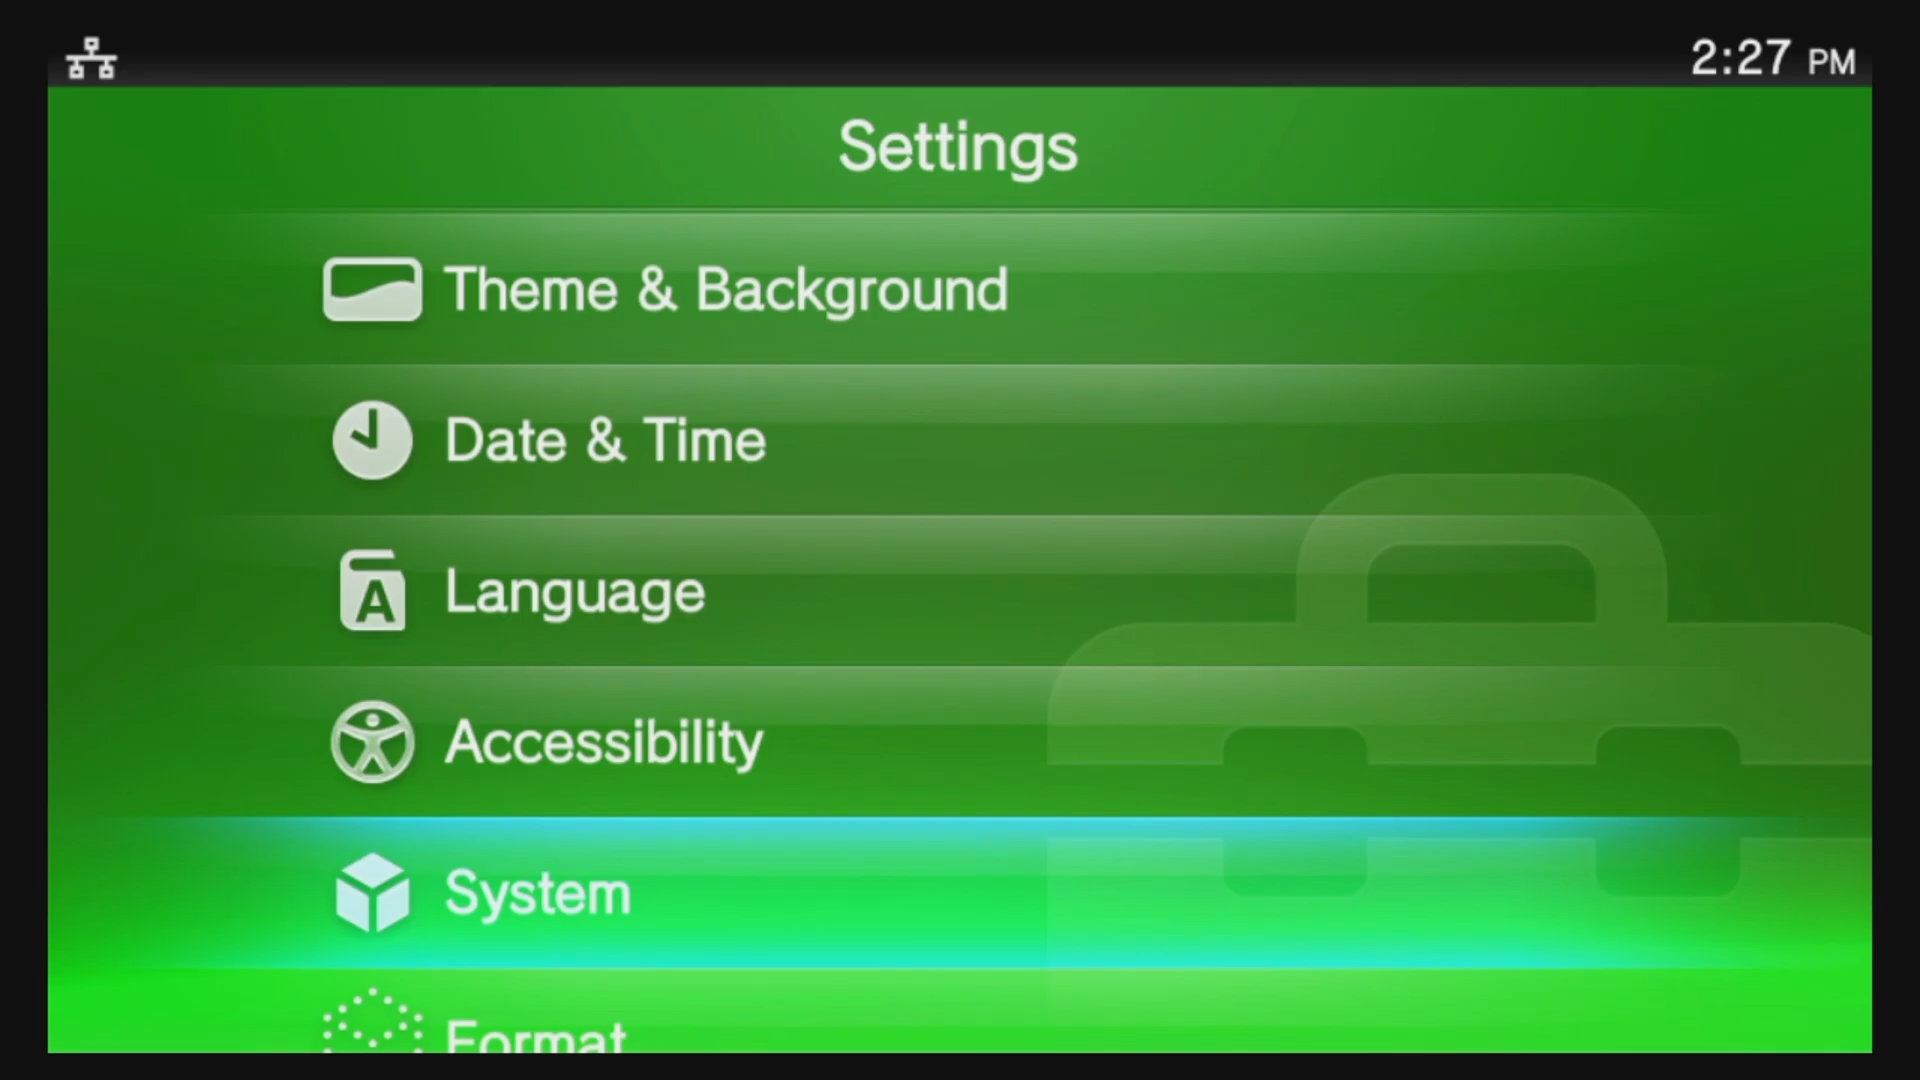 2:27 PM
Settings
Theme & Background
Date & Time
Language
A
Accessibility
System
Format